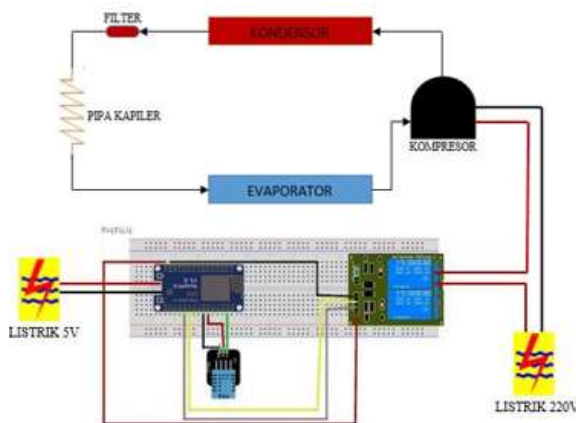 FILTER
KONDENSOR
PIPA KAPILER
KOMPRESOR
EVAPORATOR
LISTRIK 5V
LISTRIK 220V